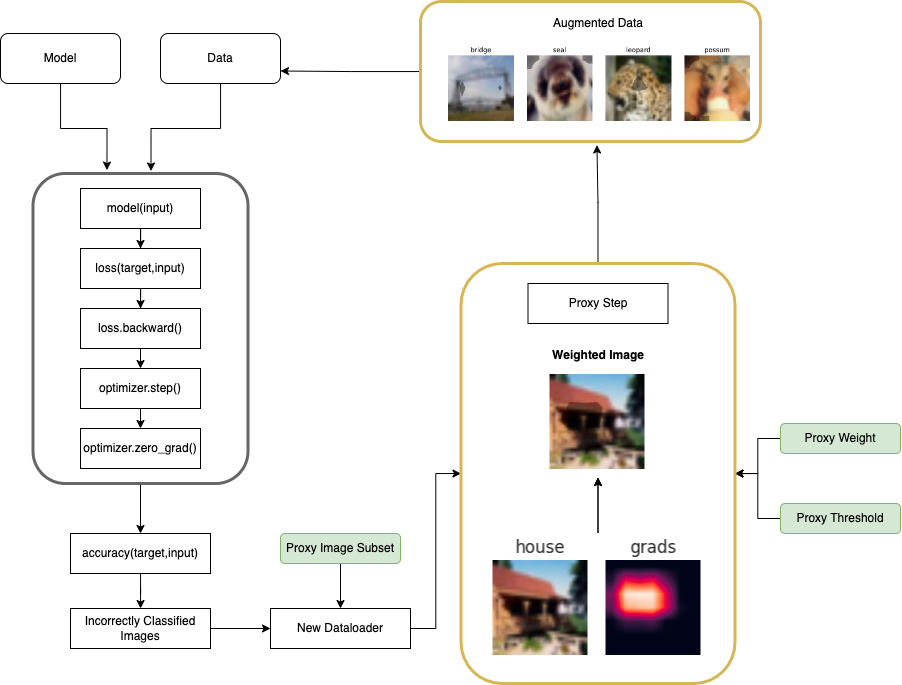 Augmented Data
bridge
seal
leopard
possum
Model
Data
model(input)
loss(target,input)
loss.backward()
optimizer.step()
optimizer.zero_grad()
accuracy(target,input)
Incorrectly Classified
Images
Proxy Image Subset
New Dataloader
Proxy Step
Weighted Image
house
grads
Proxy Weight
Proxy Threshold